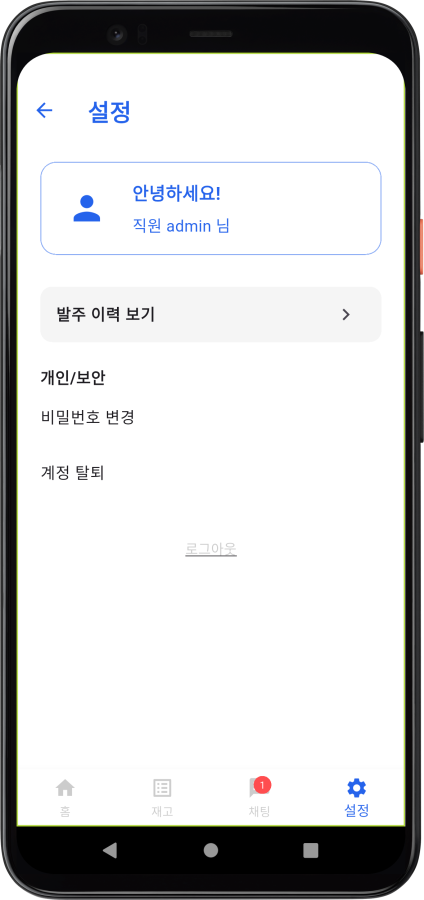 설정
안녕하세요!
직원 admin 님
발주 이력 보기
개인/보안
비밀번호 변경
계정 탈퇴
로그아웃
1
홈
재고
채팅
설정